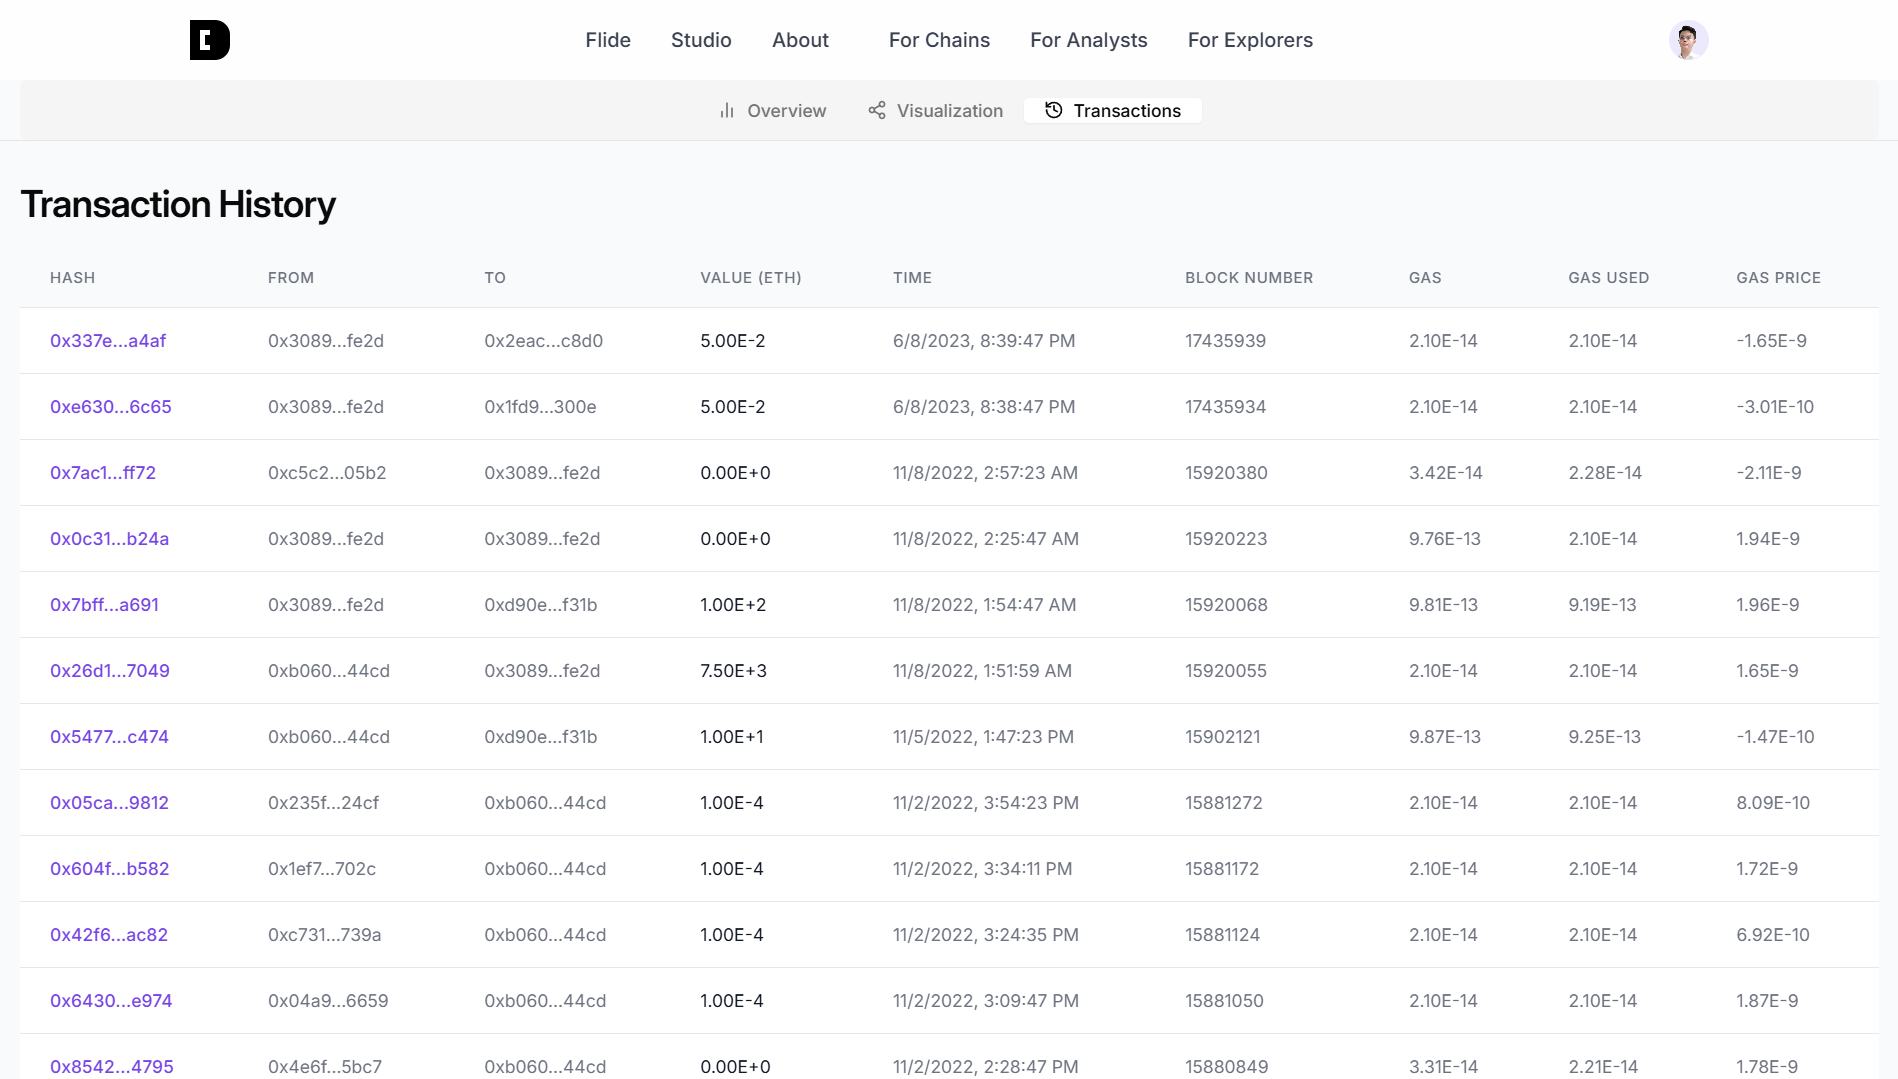 Flide Studio About For Chains For Analysts For Explorers
Overview Visualization Transactions
Transaction History
HASH FROM TO VALUE (ETH) TIME BLOCK NUMBER GAS GAS USED GAS PRICE
0x337e...a4af 0x3089...fe2d 0x2eac...c8d0 5.00E-2 6/8/2023, 8:39:47 PM 17435939 2.10E-14 2.10E-14 -1.65E-9
0xe630...6c65 0x3089...fe2d 0x1fd9...300e 5.00E-2 6/8/2023, 8:38:47 PM 17435934 2.10E-14 2.10E-14 -3.01E-10
0x7ac1...ff72 0xc5c2...05b2 0x3089...fe2d 0.00E+0 11/8/2022, 2:57:23 AM 15920380 3.42E-14 2.28E-14 -2.11E-9
0x0c31...b24a 0x3089...fe2d 0x3089...fe2d 0.00E+0 11/8/2022, 2:25:47 AM 15920223 9.76E-13 2.10E-14 1.94E-9
0x7bff...a691 0x3089...fe2d 0xd90e...f31b 1.00E+2 11/8/2022, 1:54:47 AM 15920068 9.81E-13 9.19E-13 1.96E-9
0x26d1...7049 0xb060...44cd 0x3089...fe2d 7.50E+3 11/8/2022, 1:51:59 AM 15920055 2.10E-14 2.10E-14 1.65E-9
0x5477...c474 0xb060...44cd 0xd90e...f31b 1.00E+1 11/5/2022, 1:47:23 PM 15902121 9.87E-13 9.25E-13 -1.47E-10
0x05ca...9812 0x235f...24cf 0xb060...44cd 1.00E-4 11/2/2022, 3:54:23 PM 15881272 2.10E-14 2.10E-14 8.09E-10
0x604f...b582 0x1ef7...702c 0xb060...44cd 1.00E-4 11/2/2022, 3:34:11 PM 15881172 2.10E-14 2.10E-14 1.72E-9
0x42f6...ac82 0xc731...739a 0xb060...44cd 1.00E-4 11/2/2022, 3:24:35 PM 15881124 2.10E-14 2.10E-14 6.92E-10
0x6430...e974 0x04a9...6659 0xb060...44cd 1.00E-4 11/2/2022, 3:09:47 PM 15881050 2.10E-14 2.10E-14 1.87E-9
0x8542...4795 0x4e6f...5bc7 0xb060...44cd 0.00E+0 11/2/2022, 2:28:47 PM 15880849 3.31E-14 2.21E-14 1.78E-9